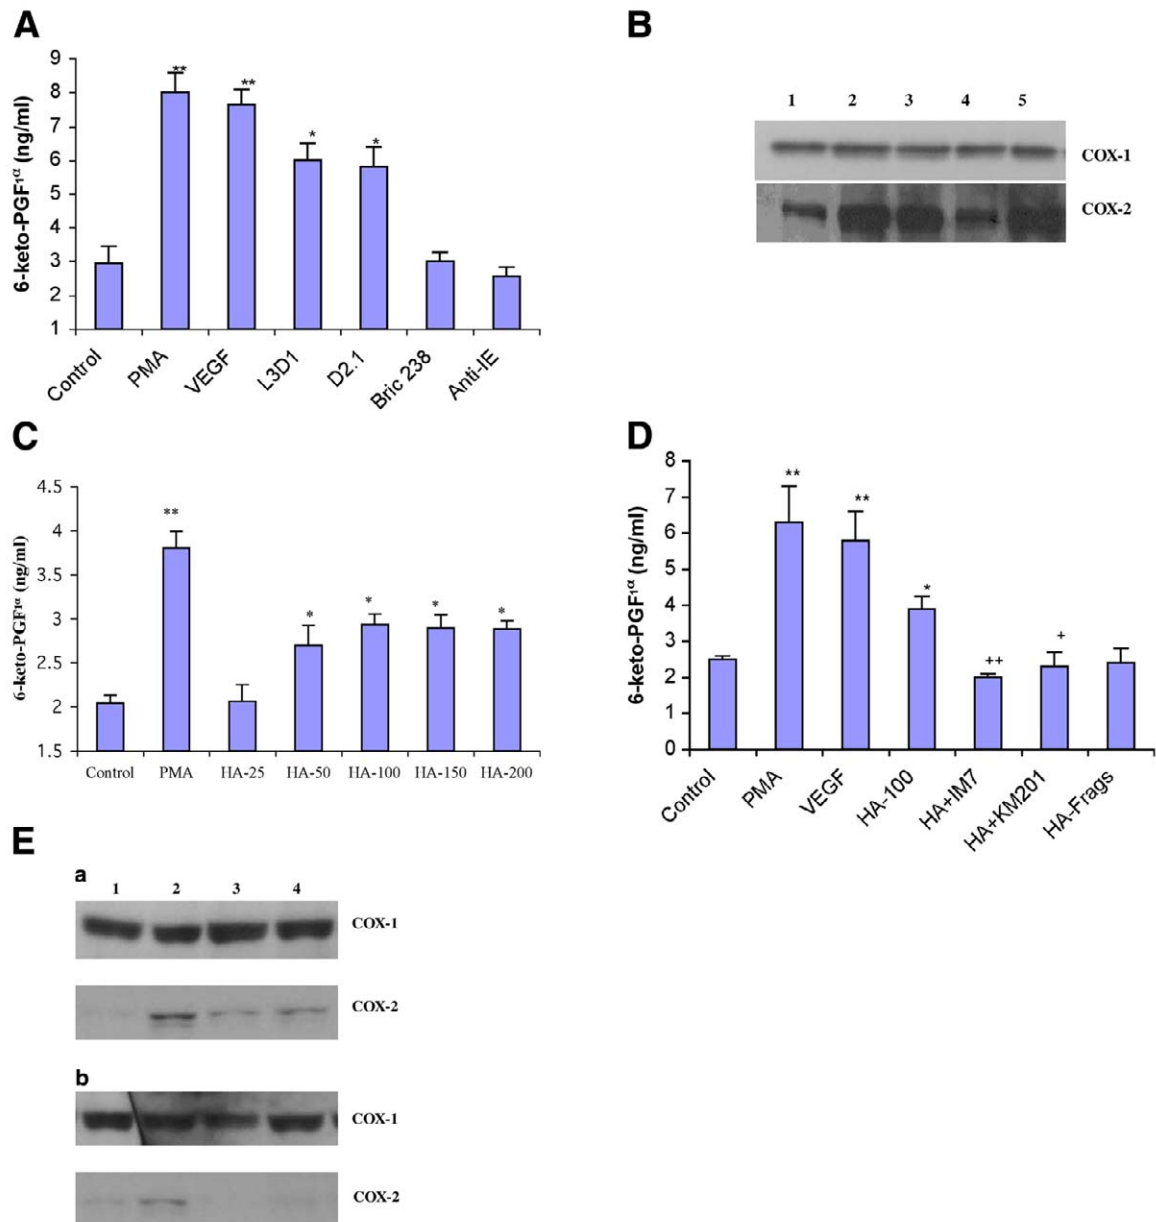 A
6-keto-PGF¹ᵅ (ng/ml)
9
8
7
6
5
4
3
2
1
** ** * *
Control PMA VEGF L3D1 D2.1 Bric 238 Anti-IE
B
1 2 3 4 5
COX-1
COX-2
C
6-keto-PGF¹ᵅ (ng/ml)
4.5
4
3.5
3
2.5
2
1.5
** * * * *
Control PMA HA-25 HA-50 HA-100 HA-150 HA-200
D
6-keto-PGF¹ᵅ (ng/ml)
8
7
6
5
4
3
2
1
0
** ** * ++ +
Control PMA VEGF HA-100 HA+IM7 HA+KM201 HA-Frags
E
a
1 2 3 4
COX-1
COX-2
b
COX-1
COX-2